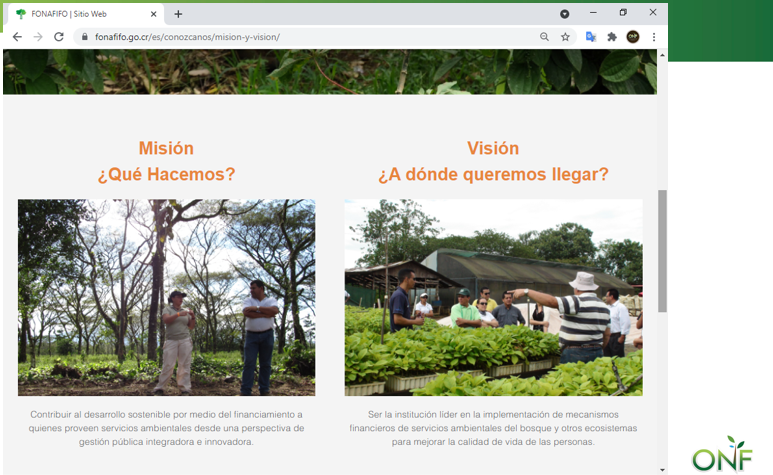 FONAFIFO | Sitio Web
fonafifo.go.cr/es/conozcanos/mision-y-vision/
Misión
¿Qué Hacemos?
Contribuir al desarrollo sostenible por medio del financiamiento a
quienes proveen servicios ambientales desde una perspectiva de
gestión pública integradora e innovadora.
Visión
¿A dónde queremos llegar?
Ser la institución líder en la implementación de mecanismos
financieros de servicios ambientales del bosque y otros ecosistemas
para mejorar la calidad de vida de las personas.
ONF